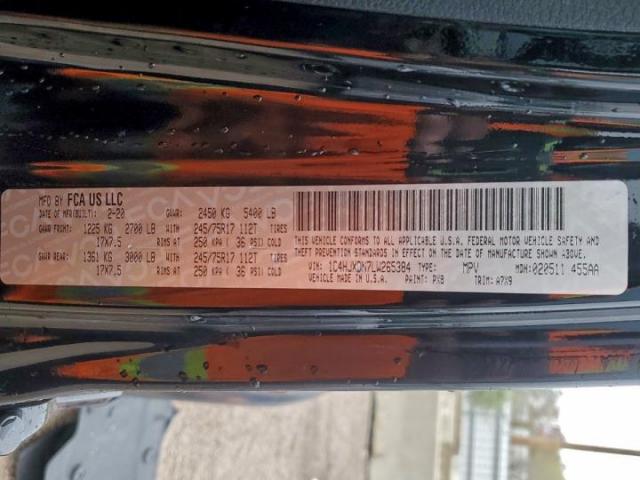 MFG BY FCA US LLC
DATE OF MFR(BUILT): 2-20 GVWR: 2450 KG 5400 LB
GAWR FRONT: 1225 KG 2700 LB WITH 245/75R17 112T TIRES
17X7.5 RIMS AT 250 KPA ( 36 PSI) COLD
GAWR REAR: 1361 KG 3000 LB WITH 245/75R17 112T TIRES
17X7.5 RIMS AT 250 KPA ( 36 PSI) COLD
THIS VEHICLE CONFORMS TO ALL APPLICABLE U.S.A. FEDERAL MOTOR VEHICLE SAFETY AND
THEFT PREVENTION STANDARDS IN EFFECT ON THE DATE OF MANUFACTURE SHOWN ABOVE.
VIN: 1C4HJXDN7LW265384 TYPE: MPV MDH:020511 455AA
VEHICLE MADE IN U.S.A. PAINT: PX8 TRIM: A7X9